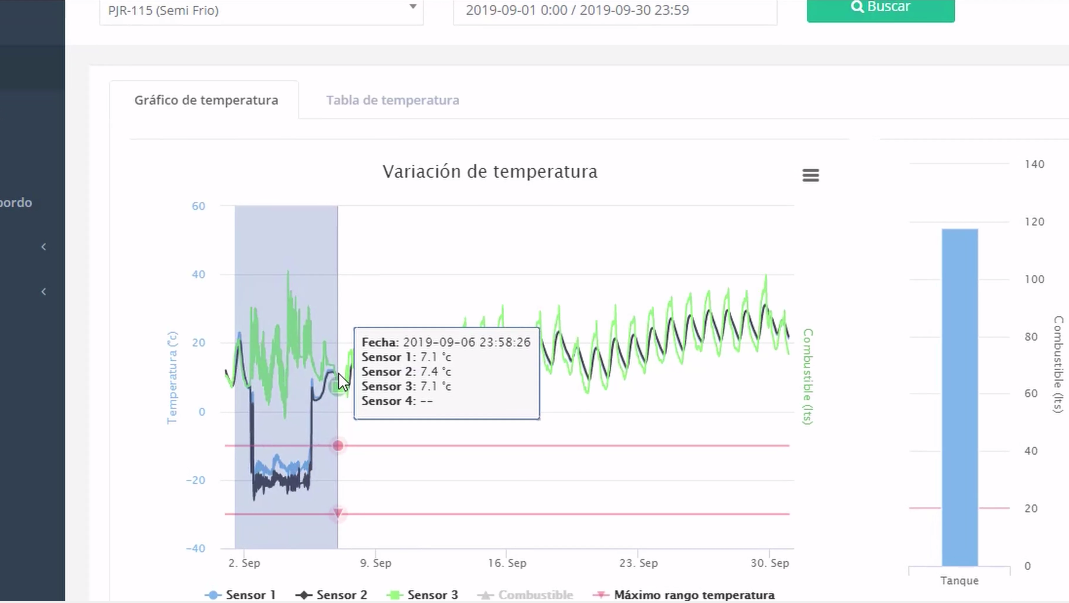 PJR-115 (Semi Frio)
2019-09-01 0:00 / 2019-09-30 23:59
Buscar
Gráfico de temperatura
Tabla de temperatura
bordo
Variación de temperatura
60
40
20
0
−20
−40
Temperatura (°c)
Combustible (lts)
Fecha: 2019-09-06 23:58:26
Sensor 1: 7.1 °c
Sensor 2: 7.4 °c
Sensor 3: 7.1 °c
Sensor 4: --
2. Sep
9. Sep
16. Sep
23. Sep
30. Sep
Sensor 1
Sensor 2
Sensor 3
Combustible
Máximo rango temperatura
140
120
100
80
60
40
20
0
Combustible (lts)
Tanque